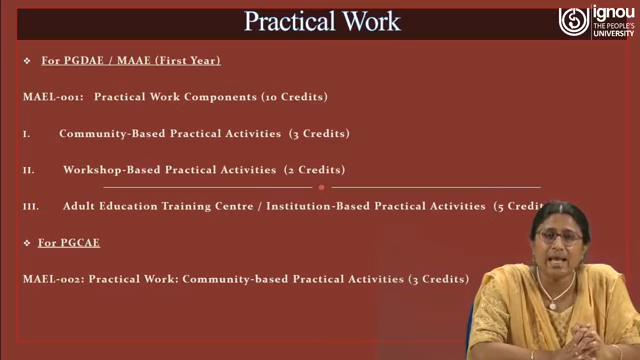 Practical Work
ignou
THE PEOPLE'S
UNIVERSITY
❖ For PGDAE / MAAE (First Year)
MAEL-001: Practical Work Components (10 Credits)
I. Community-Based Practical Activities (3 Credits)
II. Workshop-Based Practical Activities (2 Credits)
III. Adult Education Training Centre / Institution-Based Practical Activities (5 Credit
❖ For PGCAE
MAEL-002: Practical Work: Community-based Practical Activities (3 Credits)